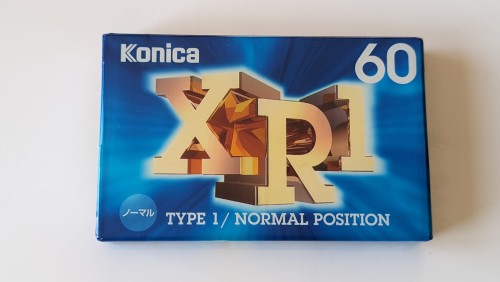 Konica
60
XR1
ノーマル
TYPE 1/ NORMAL POSITION